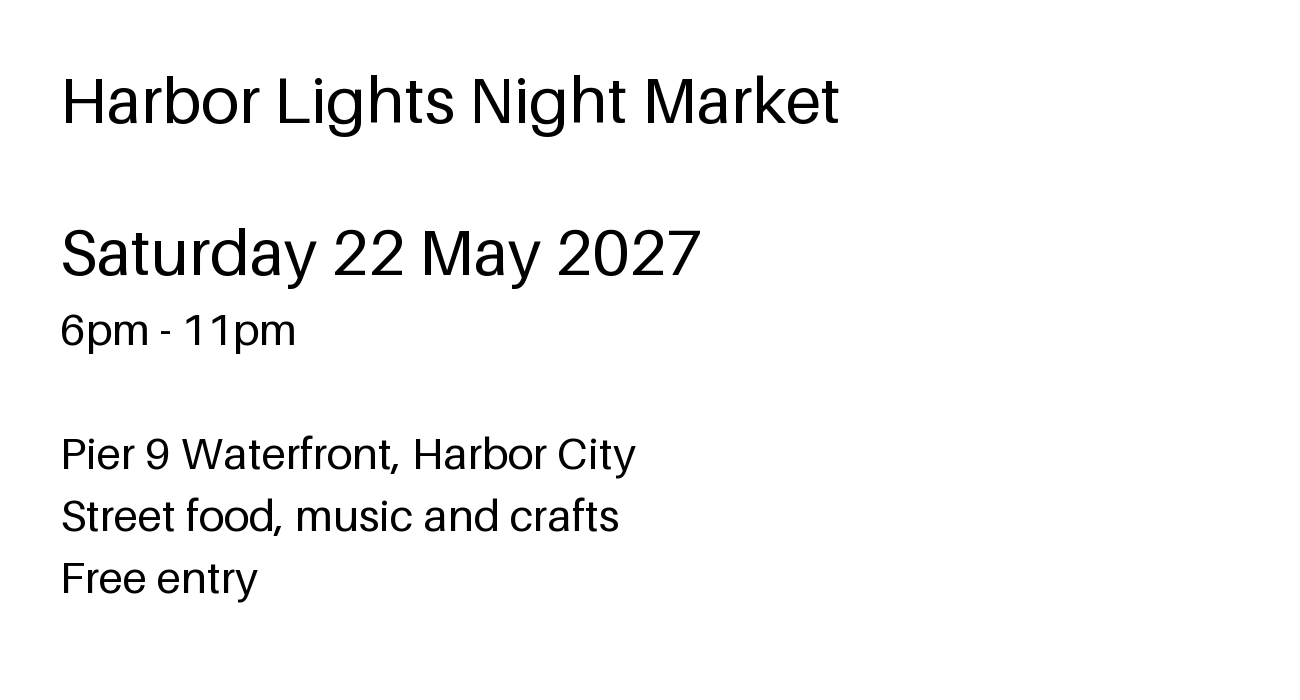 Harbor Lights Night Market
Saturday 22 May 2027
6pm - 11pm
Pier 9 Waterfront, Harbor City
Street food, music and crafts
Free entry